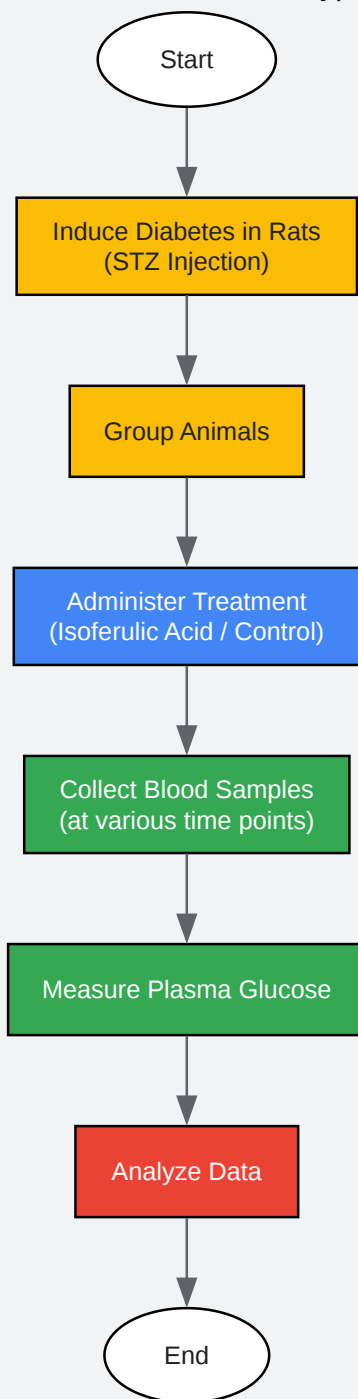 Start
Induce Diabetes in Rats
(STZ Injection)
Group Animals
Administer Treatment
(Isoferulic Acid / Control)
Collect Blood Samples
(at various time points)
Measure Plasma Glucose
Analyze Data
End